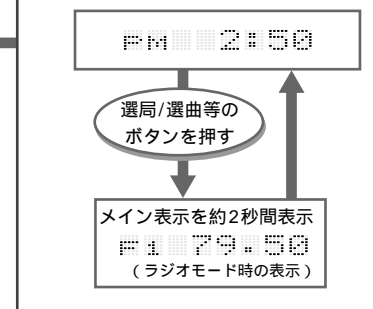 PM 2:50
選局/選曲等の
ボタンを押す
メイン表示を約2秒間表示
F1 79.50
(ラジオモード時の表示)